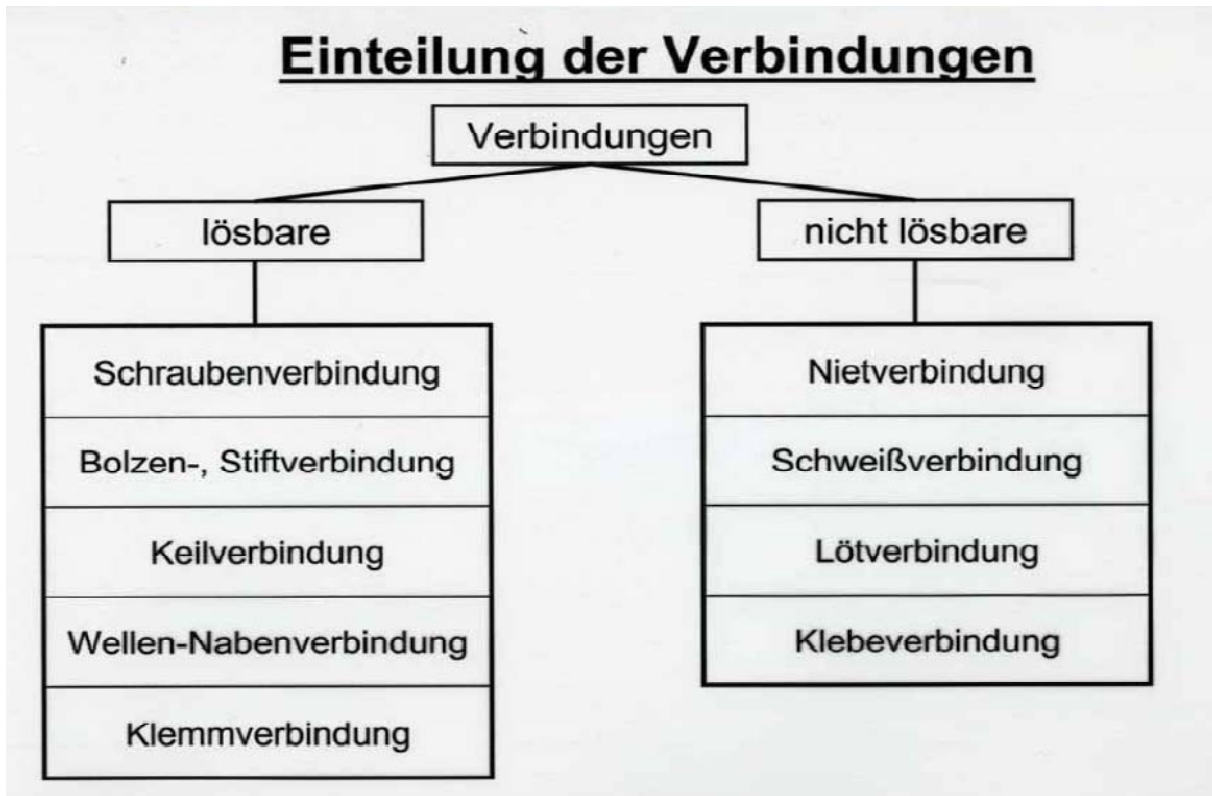 Einteilung der Verbindungen
Verbindungen
lösbare
nicht lösbare
Schraubenverbindung
Bolzen-, Stiftverbindung
Keilverbindung
Wellen-Nabenverbindung
Klemmverbindung
Nietverbindung
Schweißverbindung
Lötverbindung
Klebeverbindung